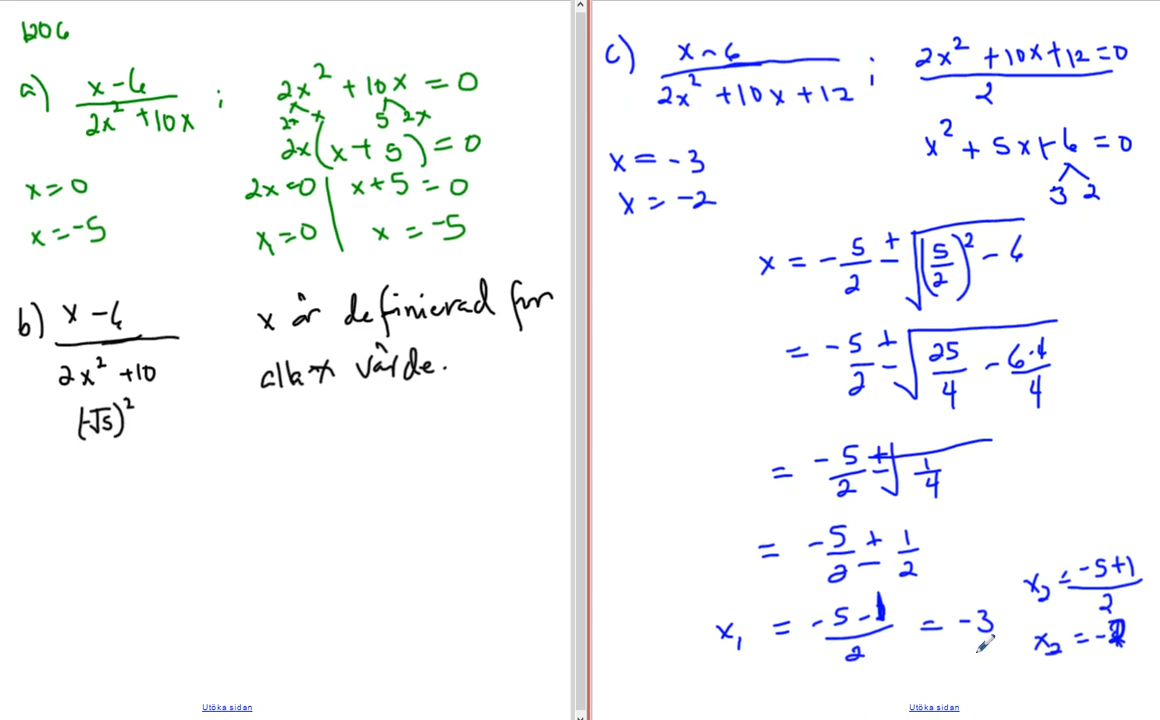 1206
a) x-6 / 2x² +10x ; 2x² + 10x = 0
2x x 5 2x
2x(x + 5) = 0
x = 0 2x = 0 | x + 5 = 0
x = -5 x = 0 | x = -5
b) x - 6 / 2x² + 10 x är definierad för
alla x värde.
(-√5)²
Utöka sidan
c) x - 6 / 2x² + 10x + 12 ; 2x² + 10x + 12 = 0 / 2
x² + 5x + 6 = 0
3 2
x = -3
x = -2
x = - 5/2 ± √(5/2)² - 6
= - 5/2 ± √25/4 - 6·4/4
= - 5/2 ± √1/4
= - 5/2 ± 1/2
x₁ = -5-1 / 2 = -3
x₂ = -5+1 / 2
x₂ = -2
Utöka sidan